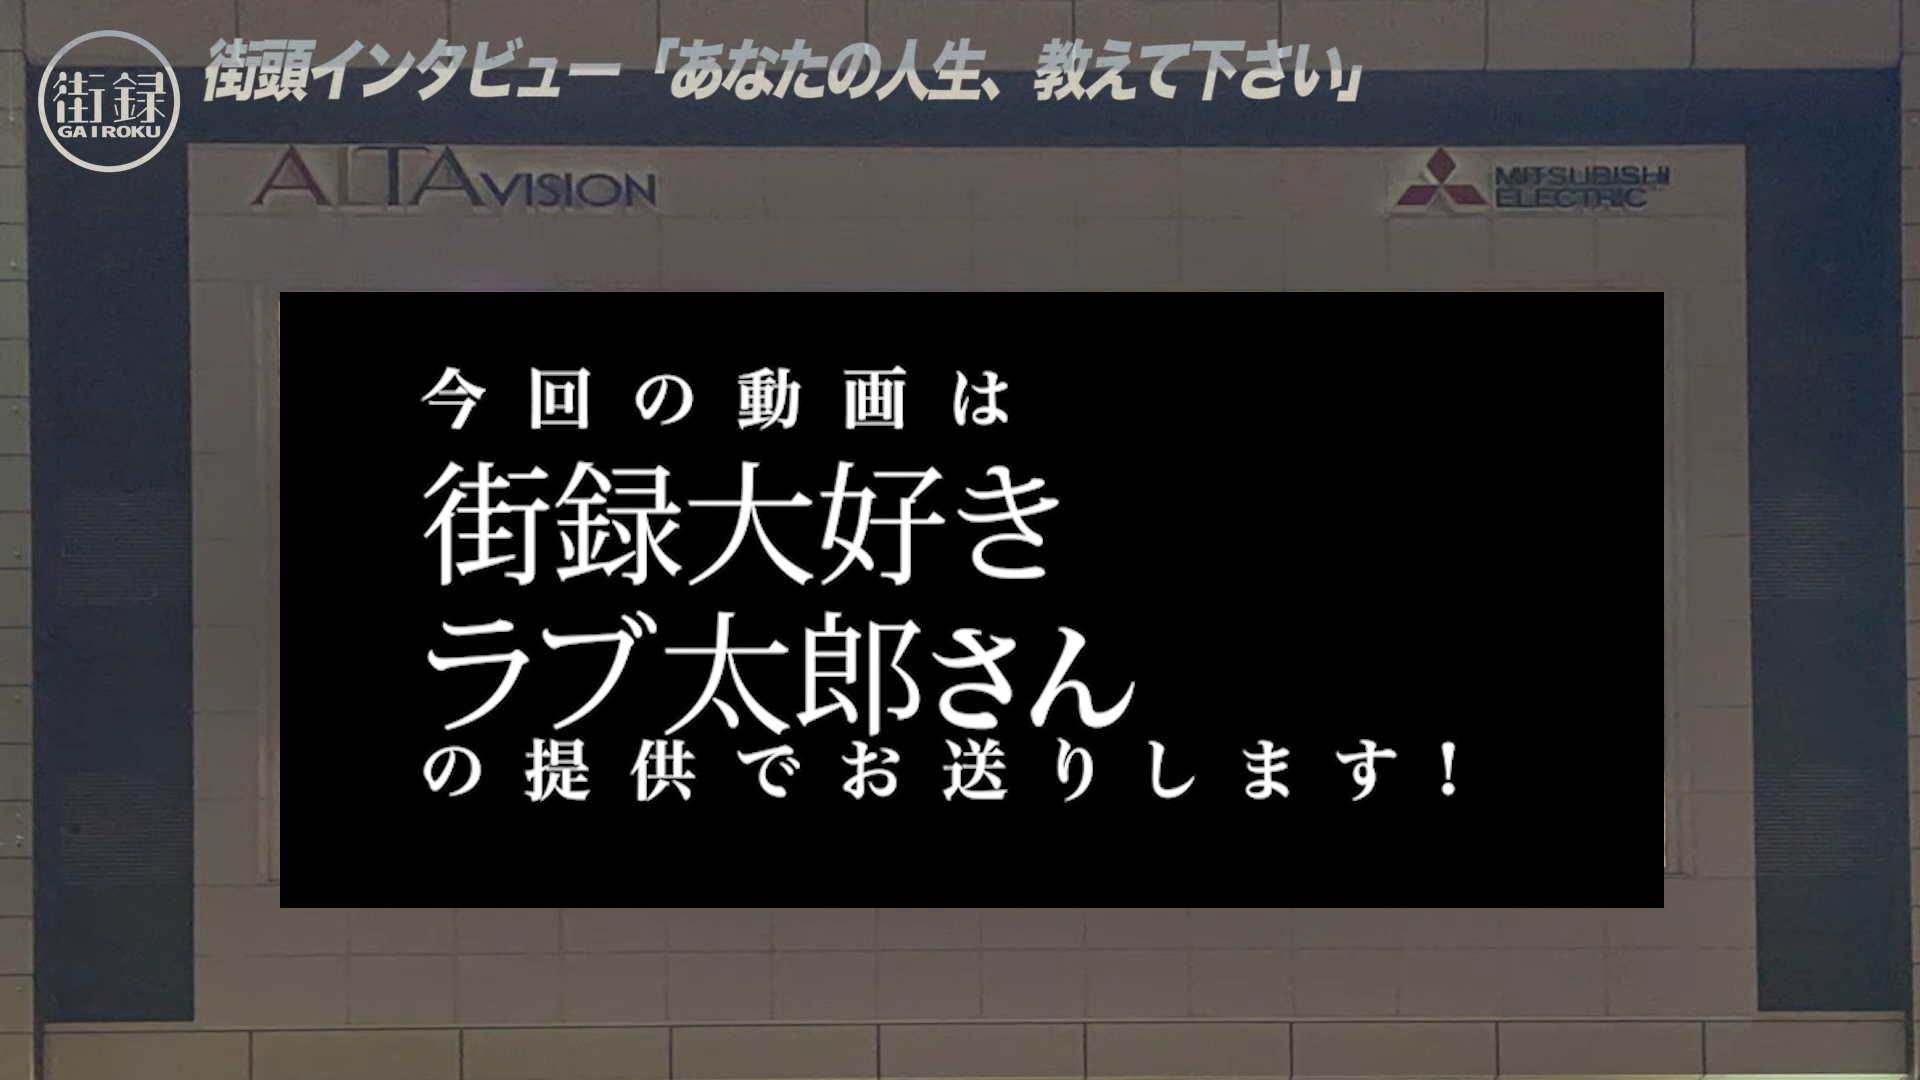 街録
GAIROKU
街頭インタビュー「あなたの人生、教えて下さい」
ALTAVISION
MITSUBISHI
ELECTRIC
今回の動画は
街録大好き
ラブ太郎さん
の提供でお送りします!